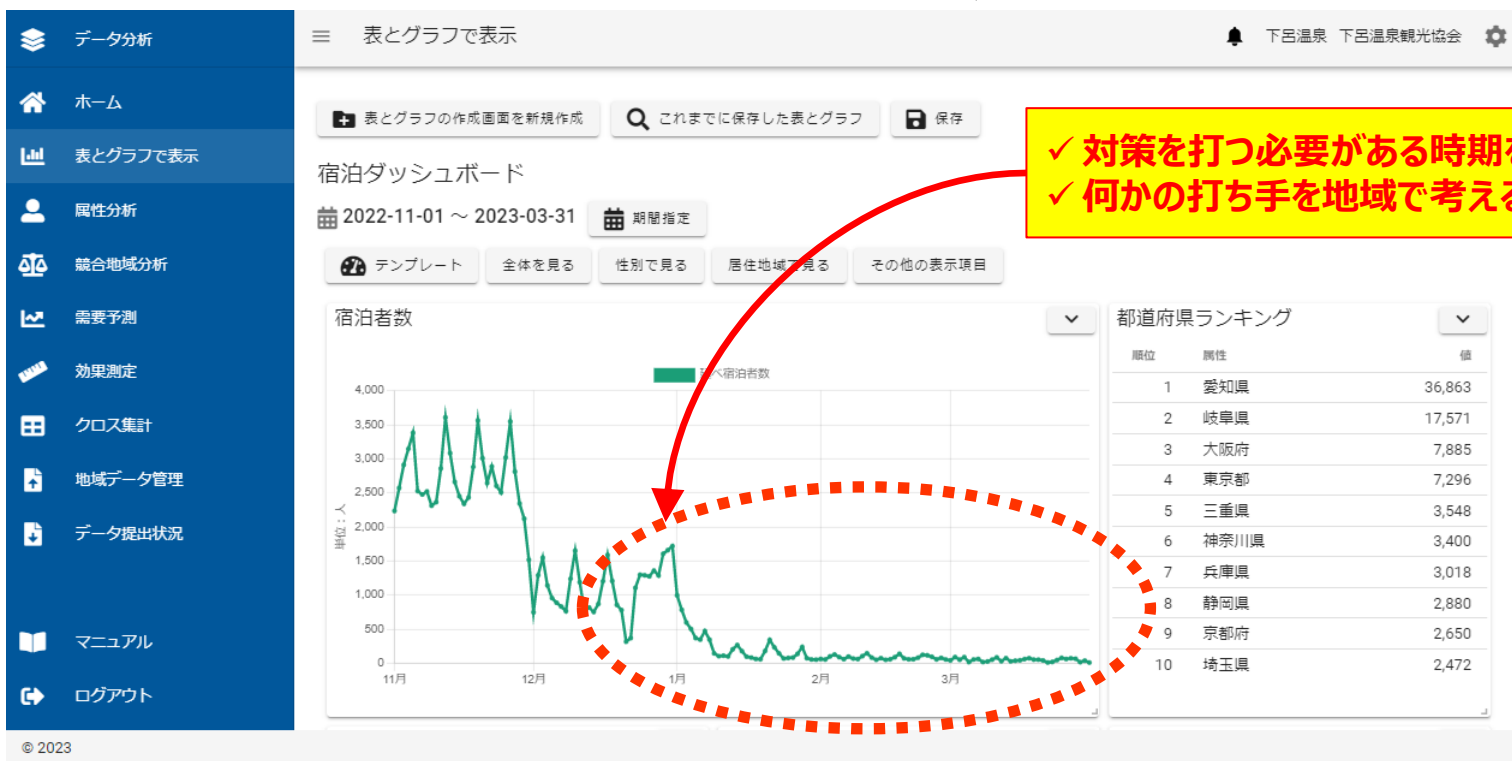 データ分析
表とグラフで表示
下呂温泉 下呂温泉観光協会
ホーム
表とグラフで表示
属性分析
競合地域分析
需要予測
効果測定
クロス集計
地域データ管理
データ提出状況
マニュアル
ログアウト
© 2023
表とグラフの作成画面を新規作成
これまでに保存した表とグラフ
保存
✓ 対策を打つ必要がある時期
✓ 何かの打ち手を地域で考える
宿泊ダッシュボード
2022-11-01 ～ 2023-03-31
期間指定
テンプレート
全体を見る
性別で見る
居住地域で見る
その他の表示項目
宿泊者数
べ宿泊者数
単位：人
4,000
3,500
3,000
2,500
2,000
1,500
1,000
500
0
11月
12月
1月
2月
3月
都道府県ランキング
順位 属性 値
1 愛知県 36,863
2 岐阜県 17,571
3 大阪府 7,885
4 東京都 7,296
5 三重県 3,548
6 神奈川県 3,400
7 兵庫県 3,018
8 静岡県 2,880
9 京都府 2,650
10 埼玉県 2,472